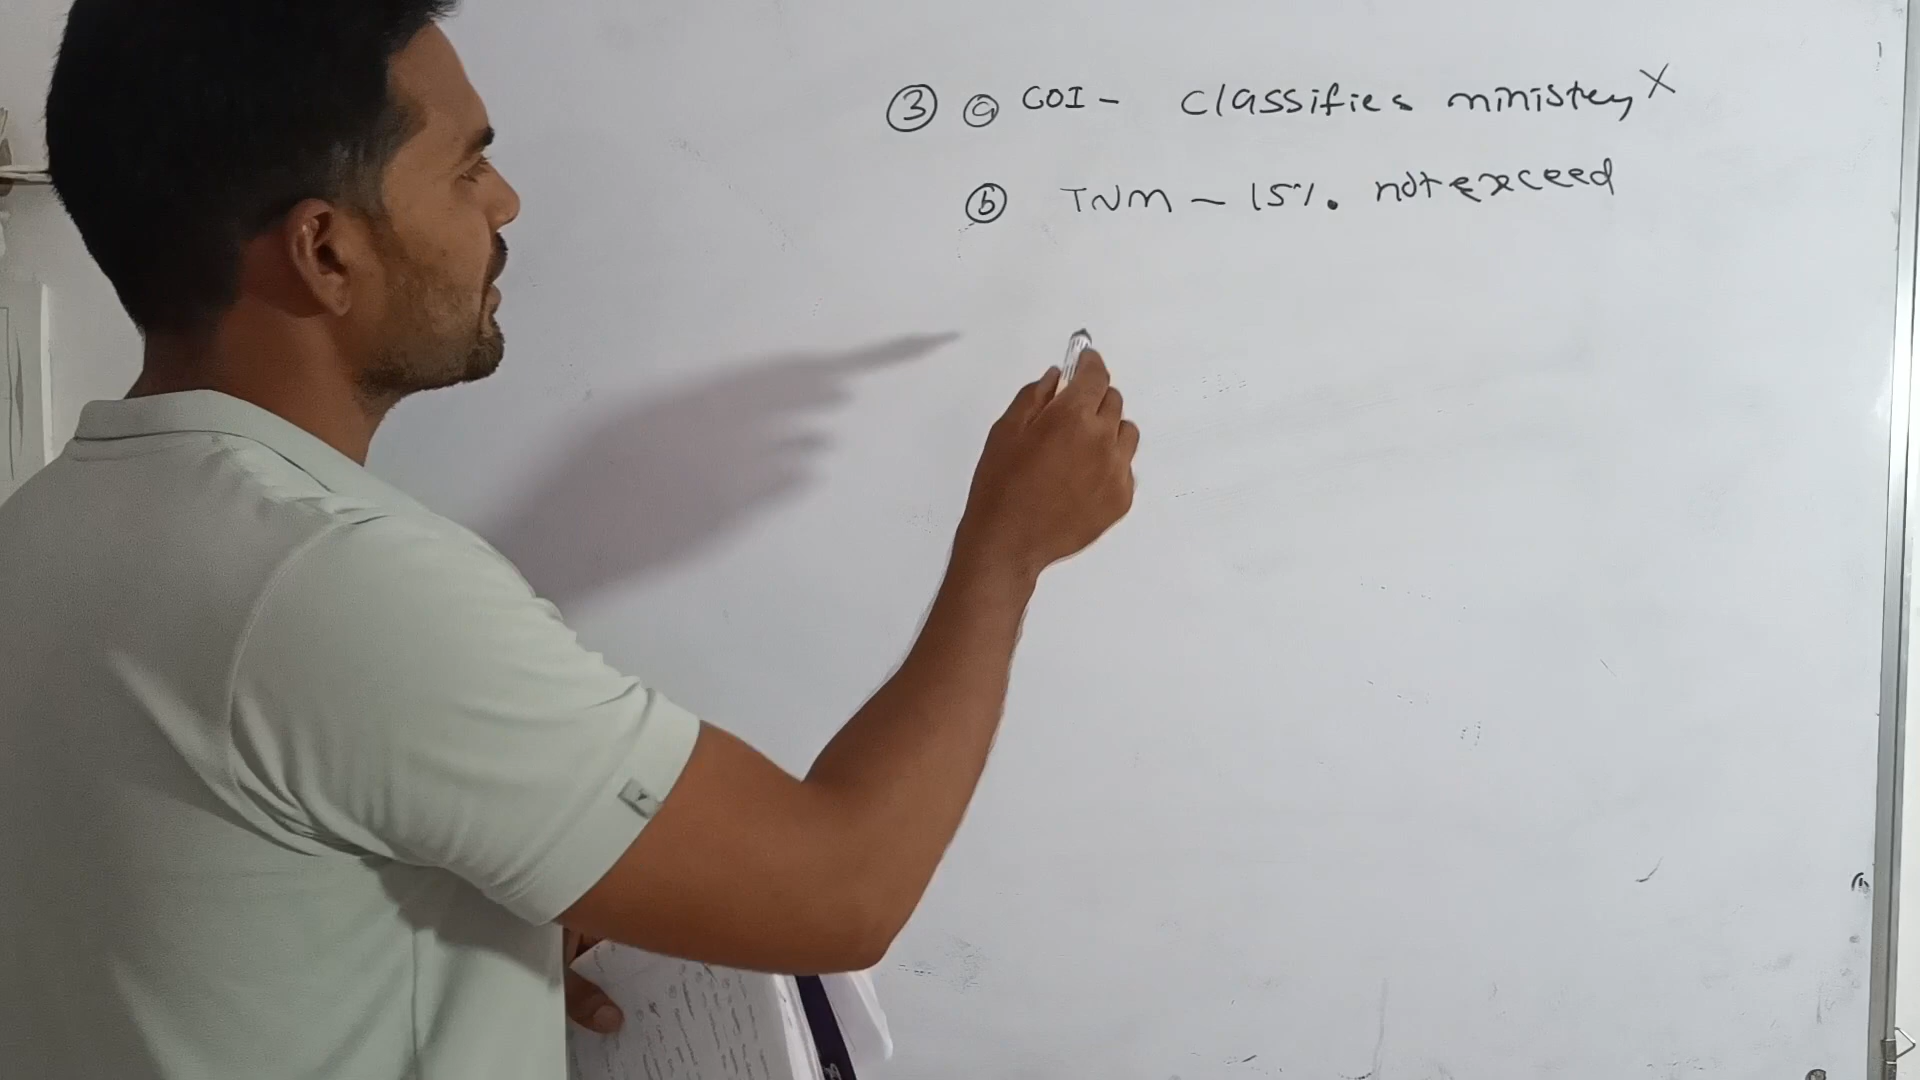 ③ ⓐ COI - Classifies ministry X
ⓑ TNM - 15%. not exceed